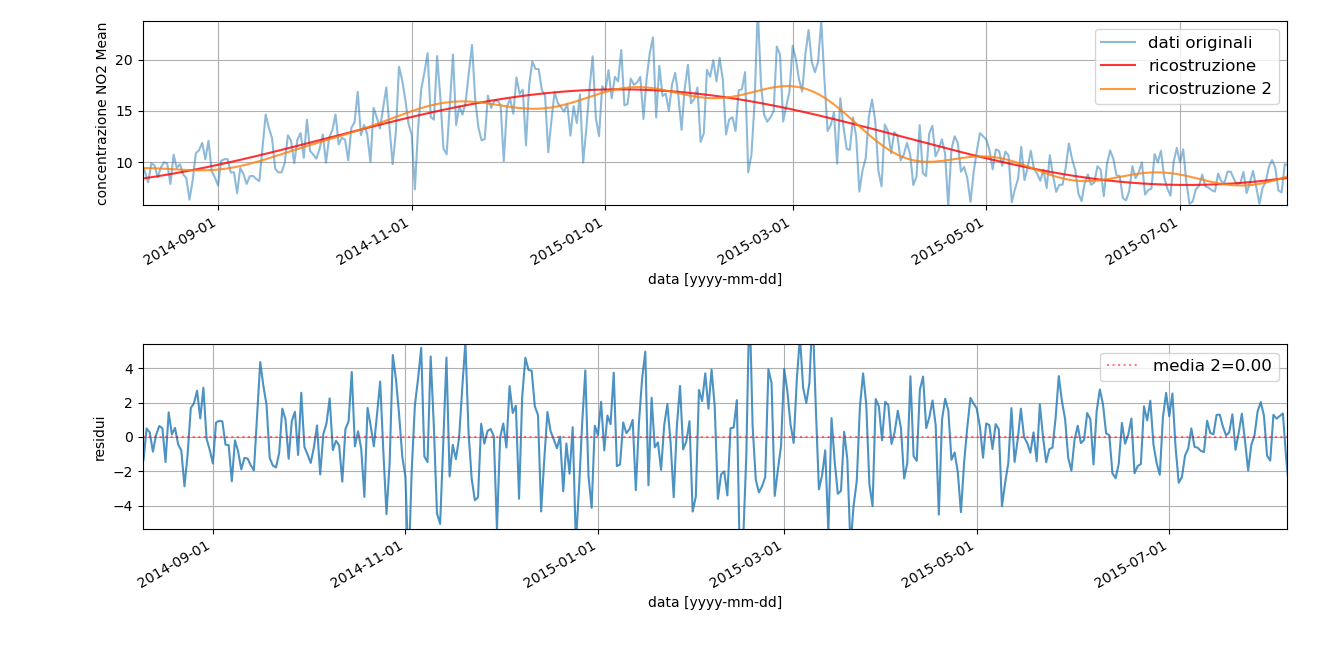 concentrazione NO2 Mean
20
15
10
dati originali
ricostruzione
ricostruzione 2
2014-09-01
2014-11-01
2015-01-01
2015-03-01
2015-05-01
2015-07-01
data [yyyy-mm-dd]
residui
4
2
0
−2
−4
media 2=0.00
2014-09-01
2014-11-01
2015-01-01
2015-03-01
2015-05-01
2015-07-01
data [yyyy-mm-dd]